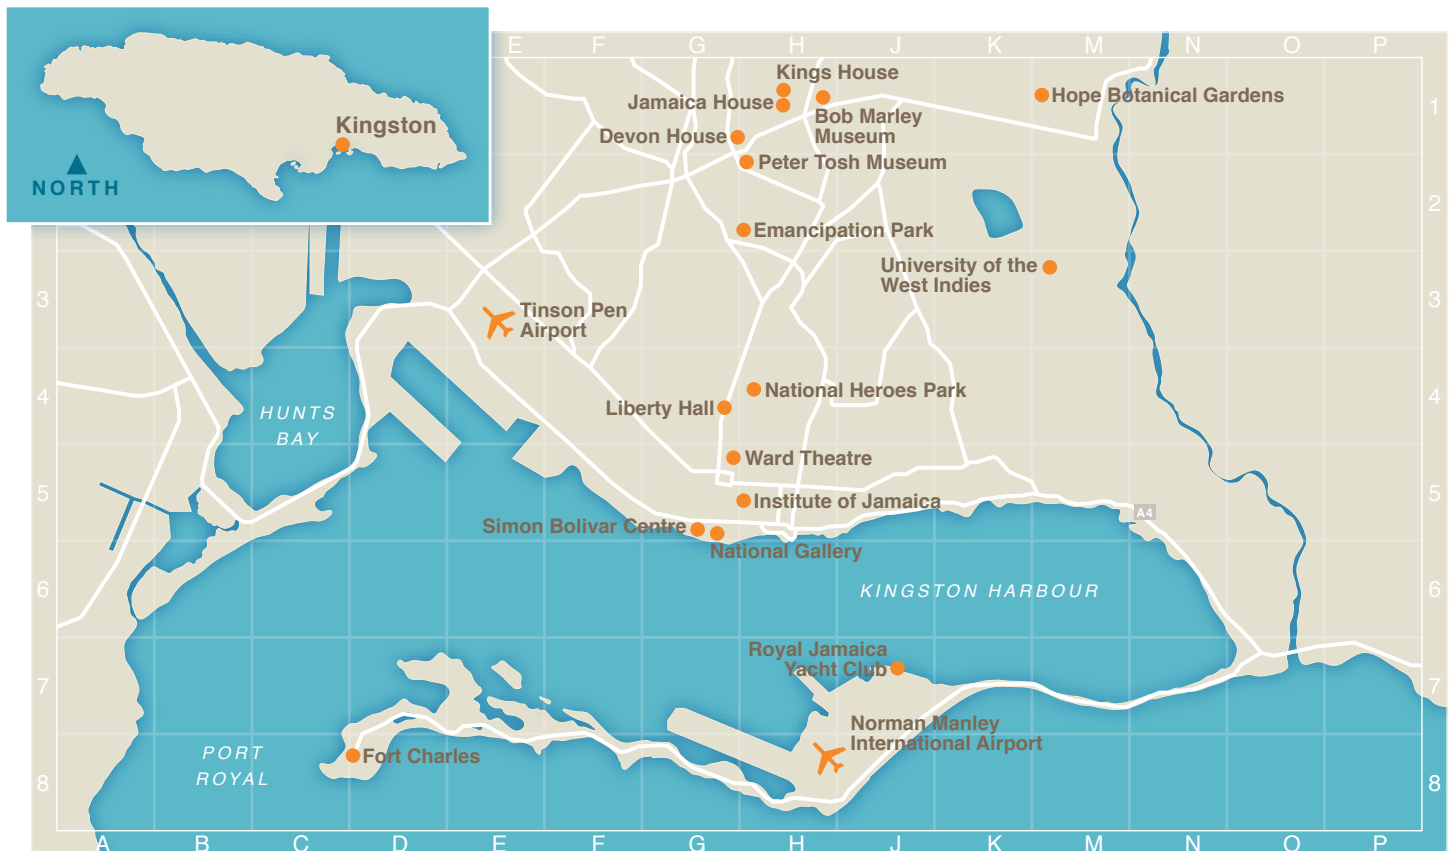 E F G H J K M N O P
Kingston
NORTH
Kings House
Jamaica House
Hope Botanical Gardens
1
Bob Marley
Museum
Devon House
Peter Tosh Museum
2
Emancipation Park
University of the
West Indies
3
3
Tinson Pen
Airport
4
National Heroes Park
4
Liberty Hall
HUNTS
BAY
Ward Theatre
5
Institute of Jamaica
5
A4
Simon Bolivar Centre
National Gallery
6
KINGSTON HARBOUR
6
Royal Jamaica
Yacht Club
7
7
Norman Manley
International Airport
PORT
ROYAL
Fort Charles
8
8
A B C D E F G H J K M N O P